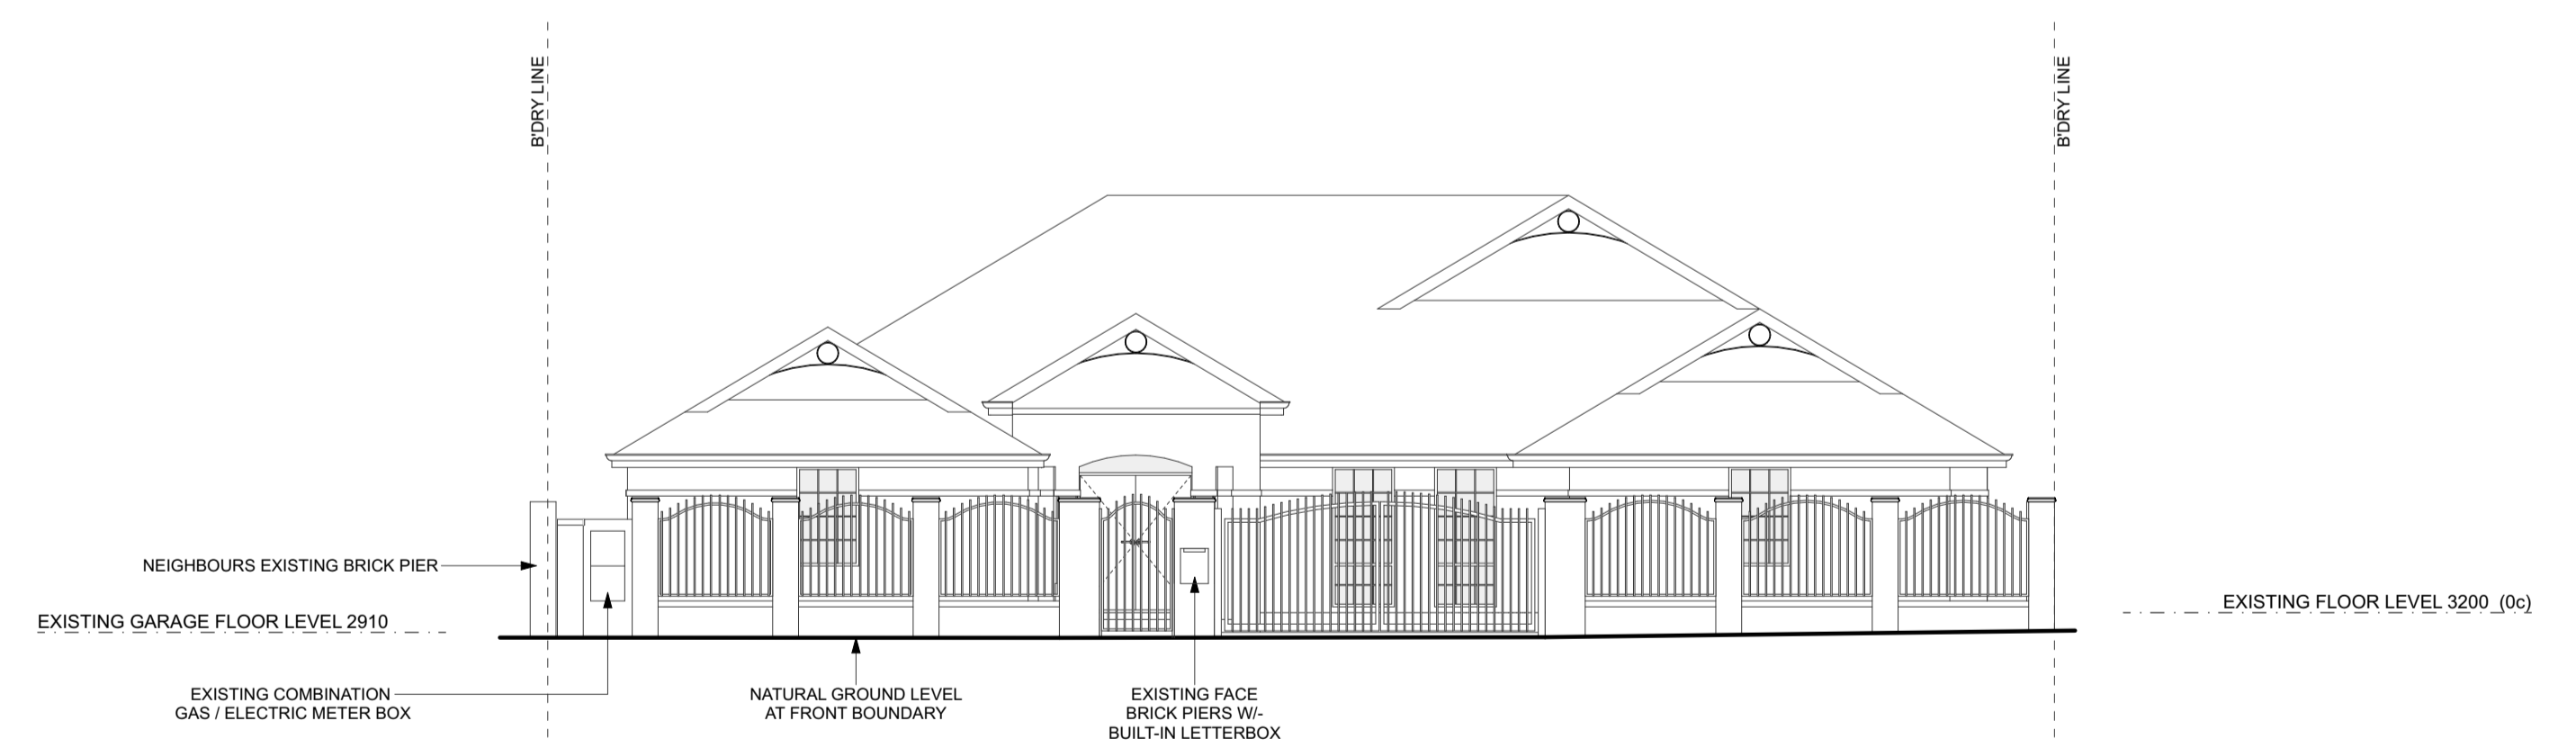 B'DRY LINE
B'DRY LINE
NEIGHBOURS EXISTING BRICK PIER
EXISTING GARAGE FLOOR LEVEL 2910
EXISTING FLOOR LEVEL 3200 (0c)
EXISTING COMBINATION
GAS / ELECTRIC METER BOX
NATURAL GROUND LEVEL
AT FRONT BOUNDARY
EXISTING FACE
BRICK PIERS W/-
BUILT-IN LETTERBOX